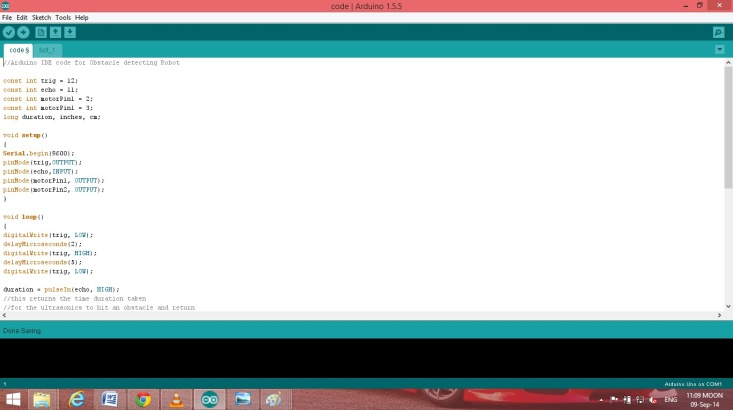 code | Arduino 1.5.5
File Edit Sketch Tools Help
code § bot_1
//Arduino IDE code for Obstacle detecting Robot
const int trig = 12;
const int echo = 11;
const int motorPin1 = 2;
const int motorPin1 = 3;
long duration, inches, cm;
void setup()
{
Serial.begin(9600);
pinMode(trig,OUTPUT);
pinMode(echo,INPUT);
pinMode(motorPin1, OUTPUT);
pinMode(motorPin2, OUTPUT);
}
void loop()
{
digitalWrite(trig, LOW);
delayMicroseconds(2);
digitalWrite(trig, HIGH);
delayMicroseconds(5);
digitalWrite(trig, LOW);
duration = pulseIn(echo, HIGH);
//this returns the time duration taken
//for the ultrasonics to hit an obstacle and return
Done Saving.
1 Arduino Uno on COM1
ENG 11:09 MOON
09-Sep-14